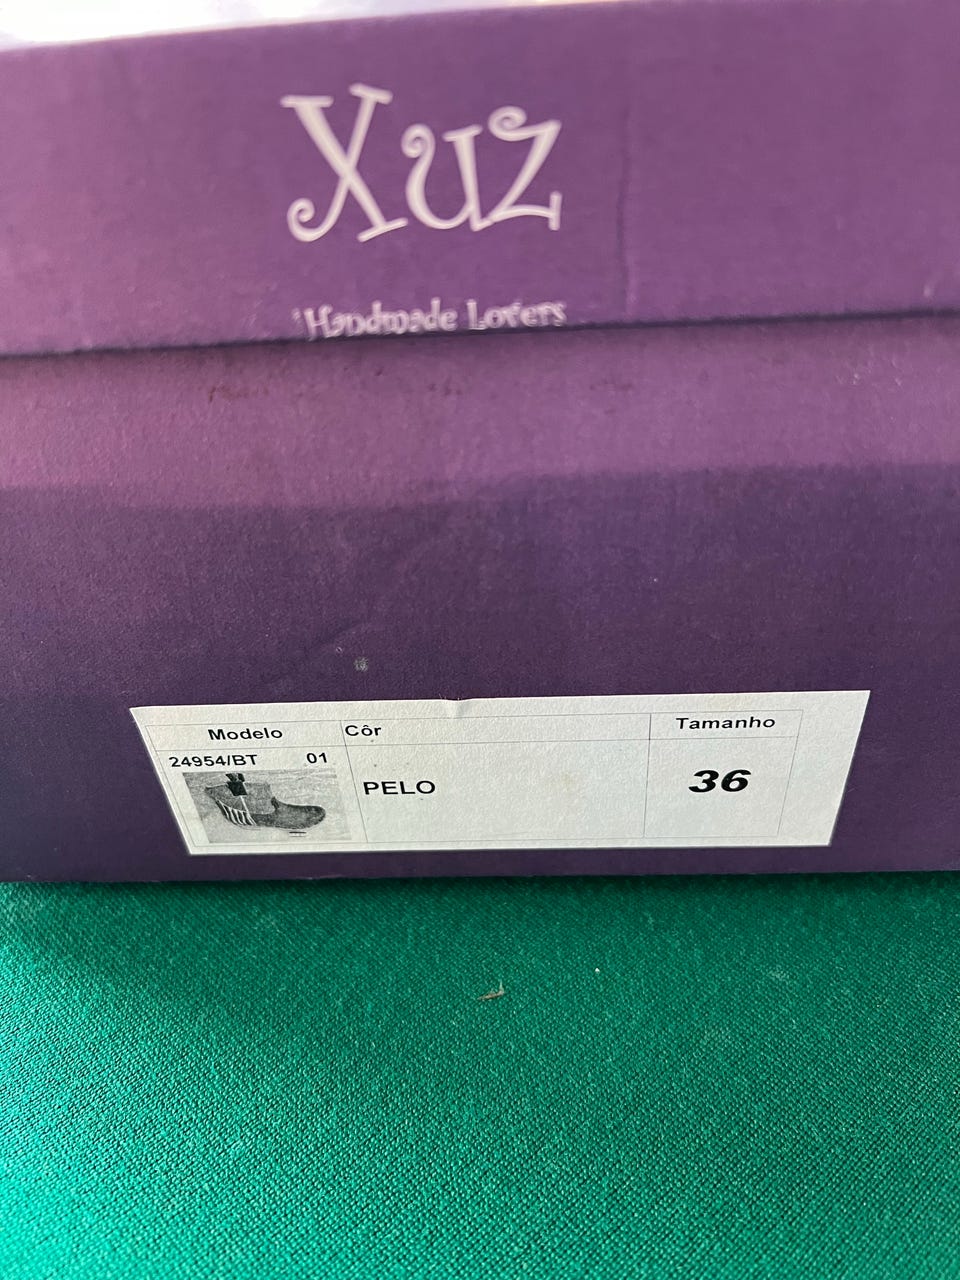 Xuz
Handmade Lovers
Modelo Côr Tamanho
24954/BT 01
PELO 36